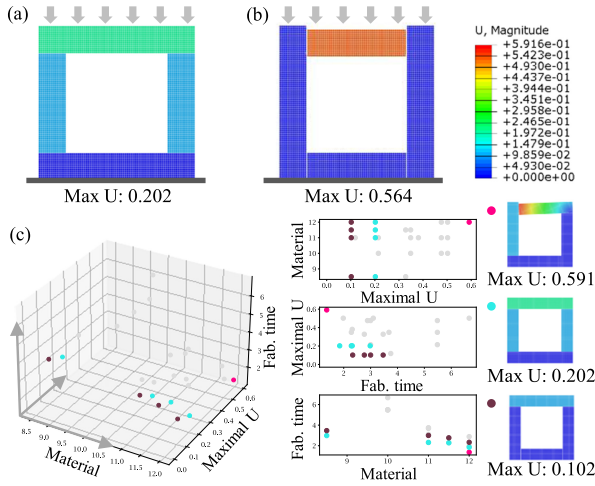 (a)
(b)
U, Magnitude
+5.916e-01
+5.423e-01
+4.930e-01
+4.437e-01
+3.944e-01
+3.451e-01
+2.958e-01
+2.465e-01
+1.972e-01
+1.479e-01
+9.859e-02
+4.930e-02
+0.000e+00
Max U: 0.202
Max U: 0.564
(c)
8.5
9.0
9.5
10.0
10.5
11.0
11.5
12.0
Material
0.0
0.1
0.2
0.3
0.4
0.5
0.6
Maximal U
2
3
4
5
6
Fab. time
Material
12
11
10
9
0.0 0.1 0.2 0.3 0.4 0.5 0.6
Maximal U
Max U: 0.591
Maximal U
0.6
0.4
0.2
0.0
2 3 4 5 6
Fab. time
Max U: 0.202
Fab. time
6
4
2
9 10 11 12
Material
Max U: 0.102